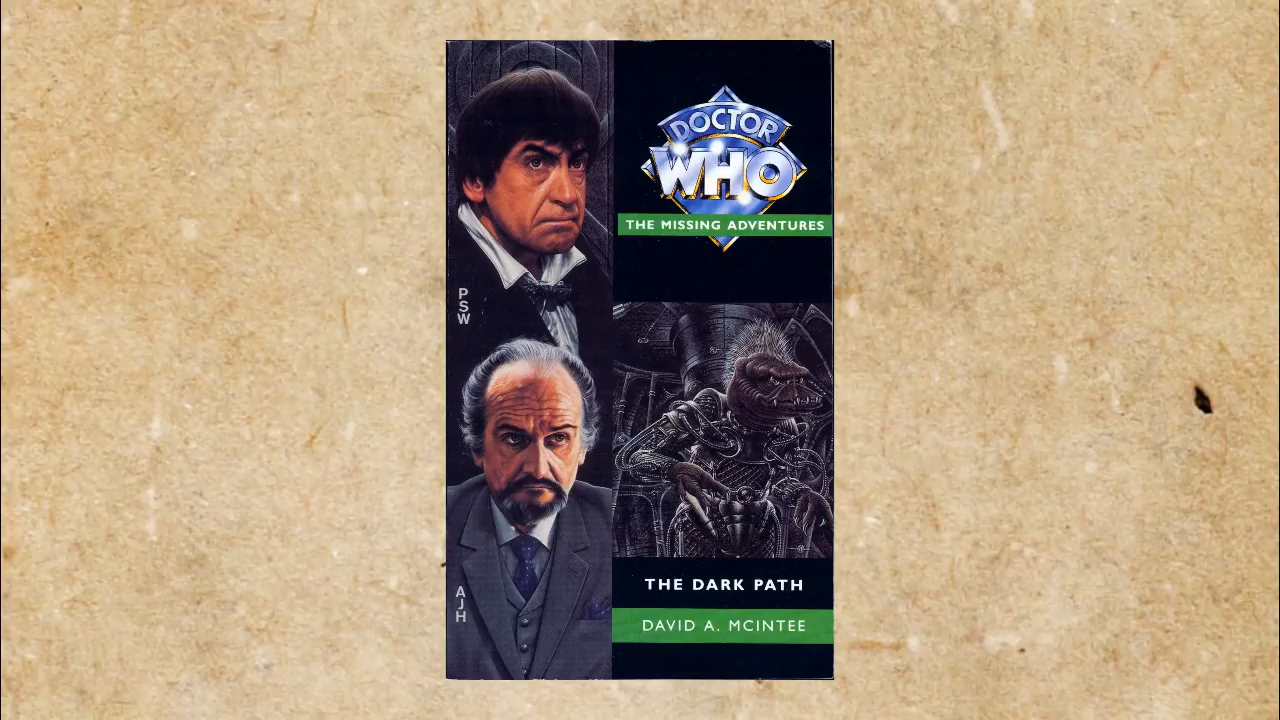 DOCTOR
WHO
THE MISSING ADVENTURES
P
S
W
A
J
H
THE DARK PATH
DAVID A. MCINTEE